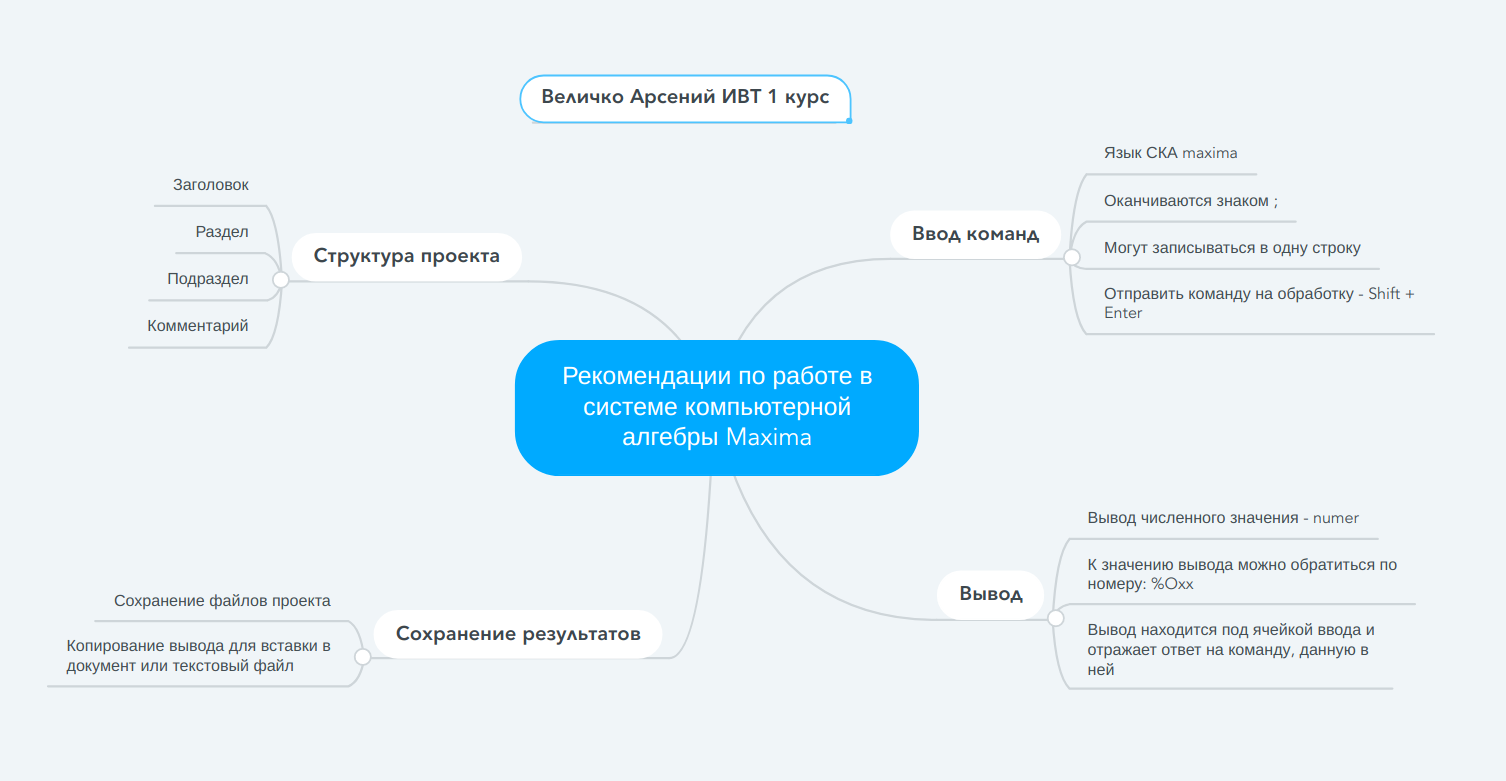 Величко Арсений ИВТ 1 курс
Рекомендации по работе в
системе компьютерной
алгебры Maxima
Структура проекта
Заголовок
Раздел
Подраздел
Комментарий
Ввод команд
Язык СКА maxima
Оканчиваются знаком ;
Могут записываться в одну строку
Отправить команду на обработку - Shift +
Enter
Сохранение результатов
Сохранение файлов проекта
Копирование вывода для вставки в
документ или текстовый файл
Вывод
Вывод численного значения - numer
К значению вывода можно обратиться по
номеру: %Oxx
Вывод находится под ячейкой ввода и
отражает ответ на команду, данную в
ней